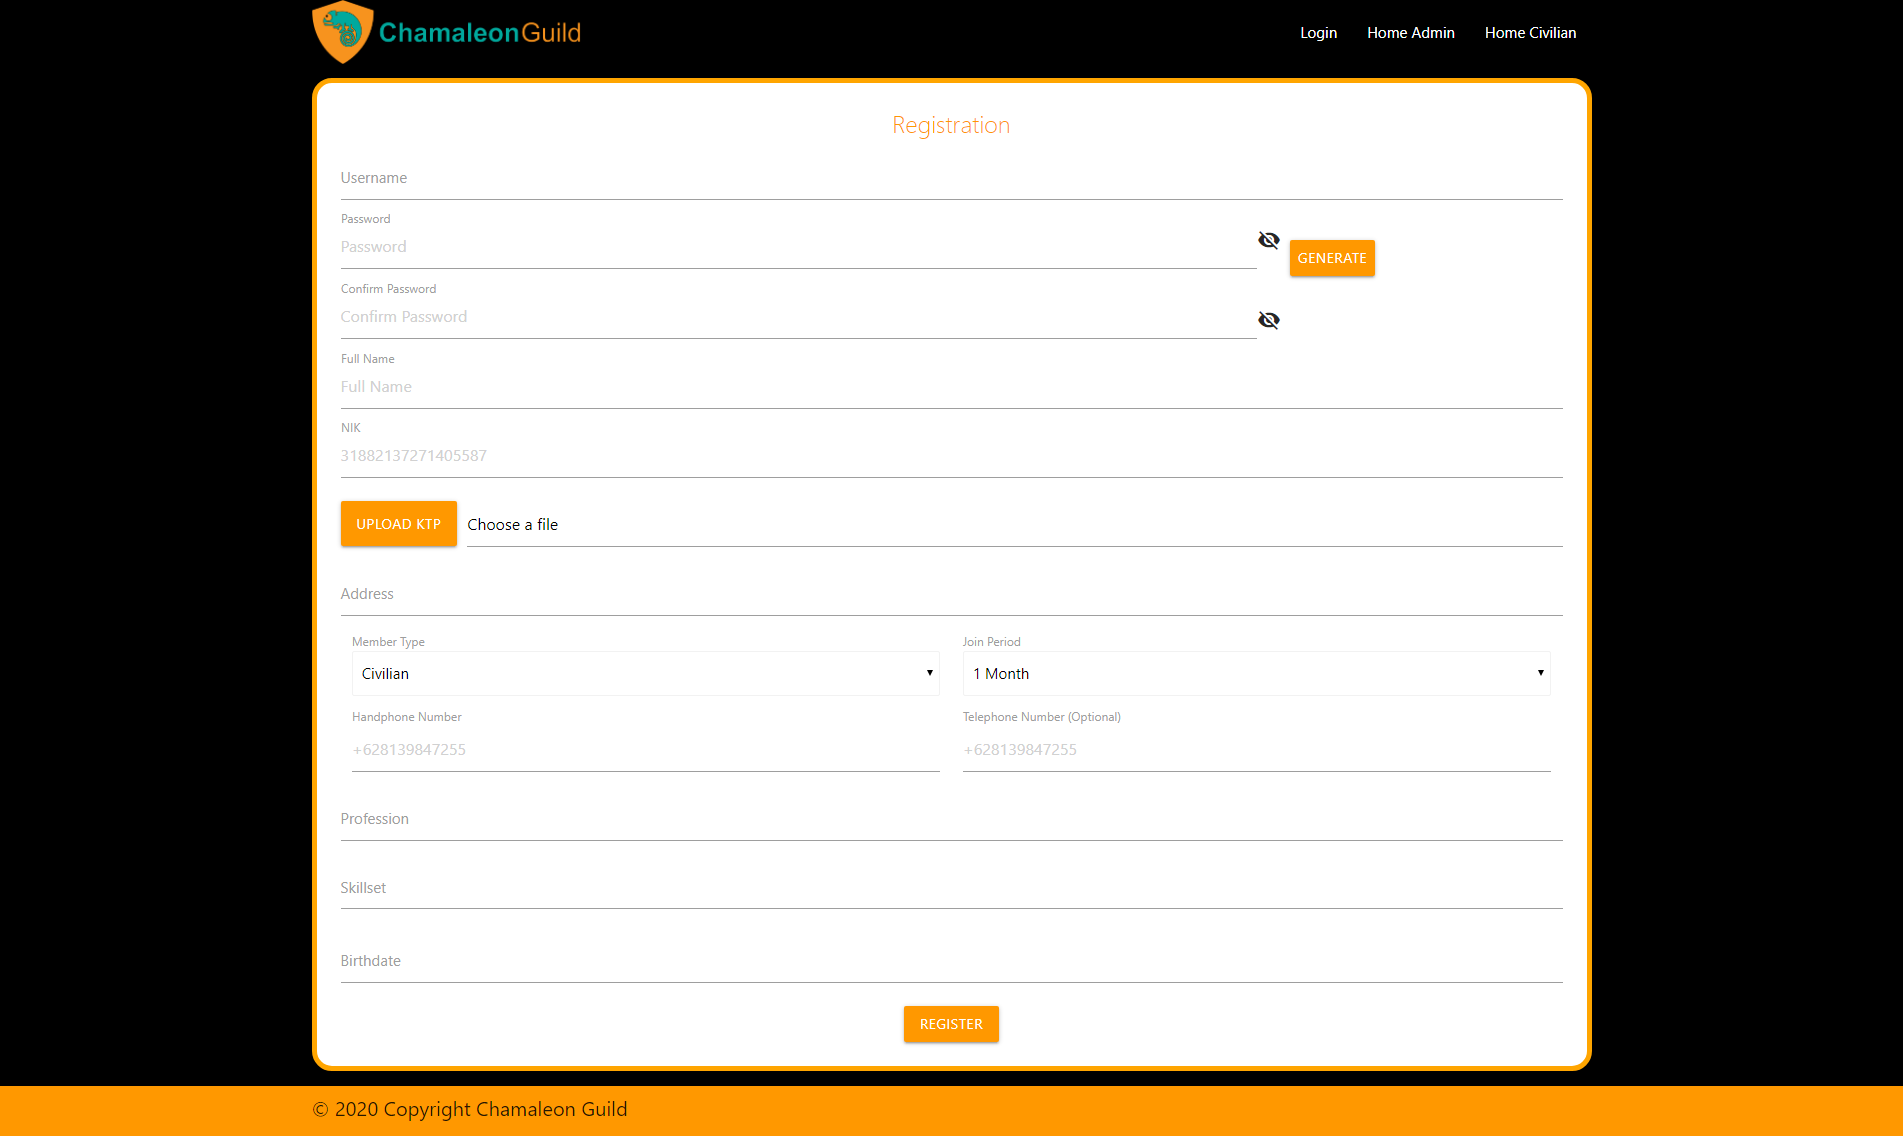 ChamaleonGuild
Login Home Admin Home Civilian
Registration
Username
Password
Password
GENERATE
Confirm Password
Confirm Password
Full Name
Full Name
NIK
31882137271405587
UPLOAD KTP Choose a file
Address
Member Type Join Period
Civilian 1 Month
Handphone Number Telephone Number (Optional)
+628139847255 +628139847255
Profession
Skillset
Birthdate
REGISTER
© 2020 Copyright Chamaleon Guild